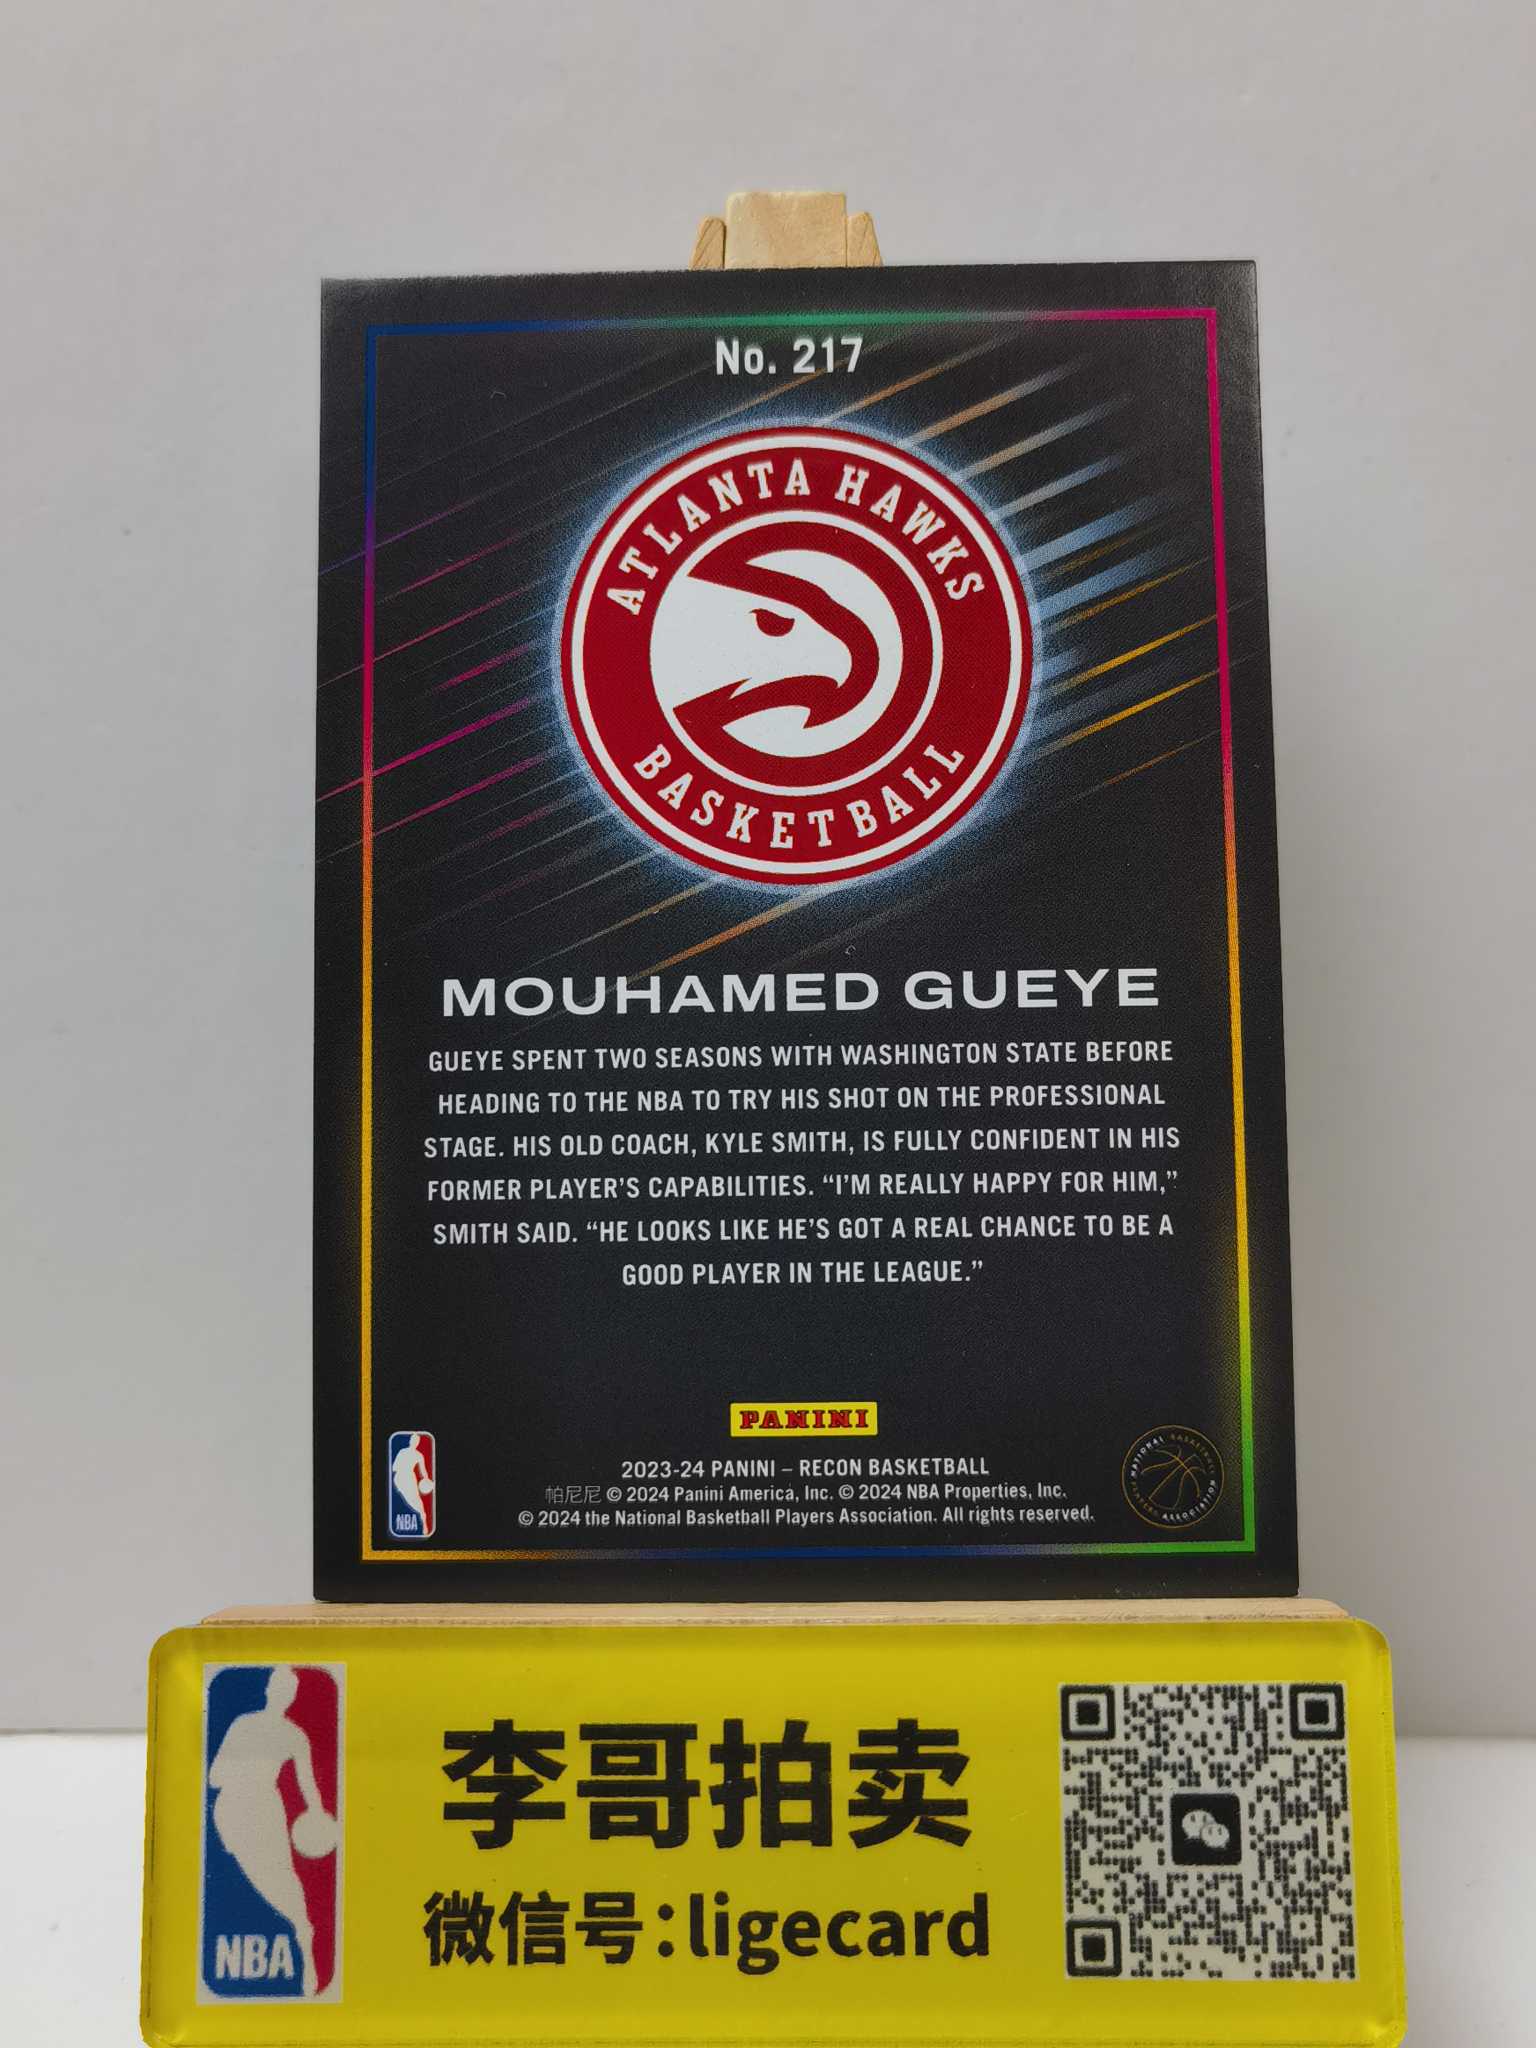 No. 217
ATLANTA HAWKS
BASKETBALL
MOUHAMED GUEYE
GUEYE SPENT TWO SEASONS WITH WASHINGTON STATE BEFORE
HEADING TO THE NBA TO TRY HIS SHOT ON THE PROFESSIONAL
STAGE. HIS OLD COACH, KYLE SMITH, IS FULLY CONFIDENT IN HIS
FORMER PLAYER’S CAPABILITIES. “I’M REALLY HAPPY FOR HIM,”
SMITH SAID. “HE LOOKS LIKE HE’S GOT A REAL CHANCE TO BE A
GOOD PLAYER IN THE LEAGUE.”
PANINI
NBA
2023-24 PANINI – RECON BASKETBALL
帕尼尼 © 2024 Panini America, Inc. © 2024 NBA Properties, Inc.
© 2024 the National Basketball Players Association. All rights reserved.
NATIONAL BASKETBALL
PLAYERS ASSOCIATION
NBA
李哥拍卖
微信号:ligecard